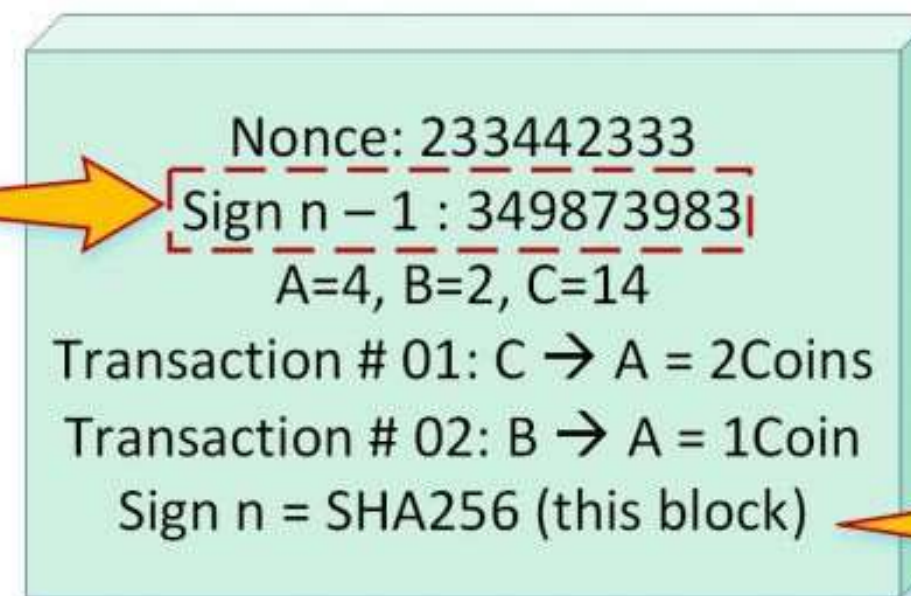 Nonce: 233442333
Sign n – 1 : 349873983
A=4, B=2, C=14
Transaction # 01: C → A = 2Coins
Transaction # 02: B → A = 1Coin
Sign n = SHA256 (this block)